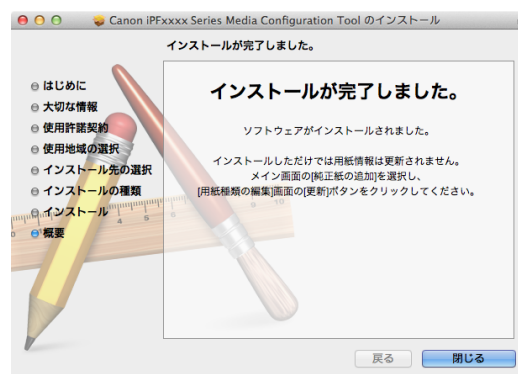 Canon iPFxxxx Series Media Configuration Tool のインストール
インストールが完了しました。
はじめに
大切な情報
使用許諾契約
使用地域の選択
インストール先の選択
インストールの種類
インストール
概要
インストールが完了しました。
ソフトウェアがインストールされました。
インストールしただけでは用紙情報は更新されません。
メイン画面の[純正紙の追加]を選択し、
[用紙種類の編集]画面の[更新]ボタンをクリックしてください。
戻る
閉じる